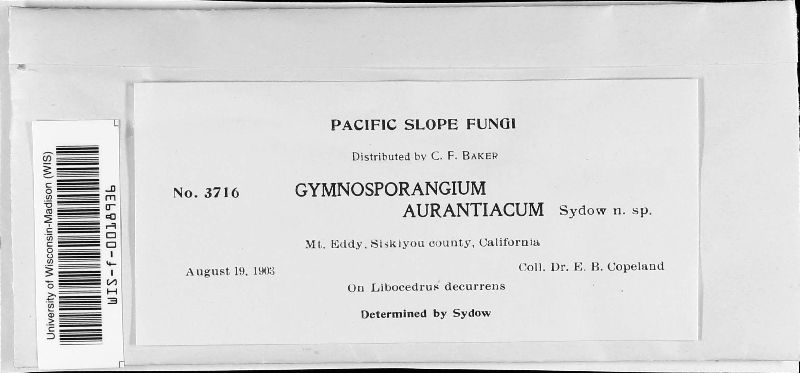 PACIFIC SLOPE FUNGI
Distributed by C. F. BAKER
No. 3716 GYMNOSPORANGIUM
AURANTIACUM Sydow n. sp.
Mt. Eddy, Siskiyou county, California
August 19, 1903 Coll. Dr. E. B. Copeland
On Libocedrus decurrens
Determined by Sydow
University of Wisconsin-Madison (WIS)
WIS-f-0018936